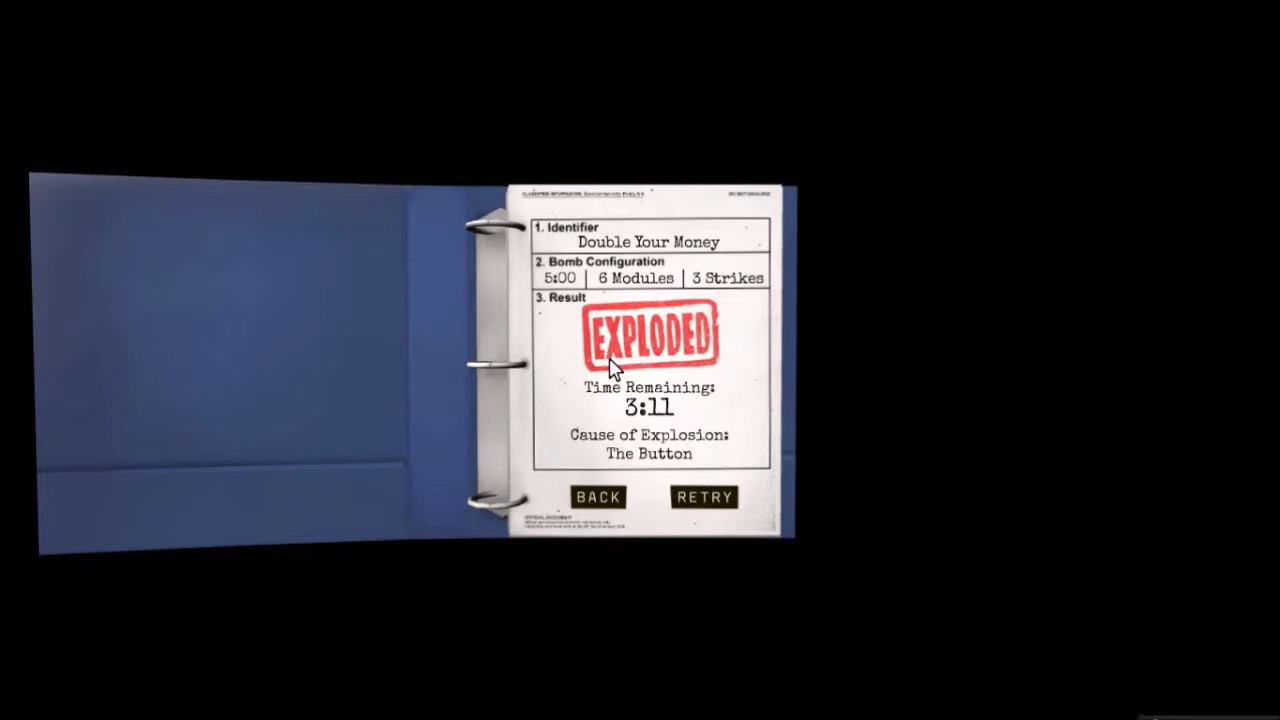 1. Identifier
Double Your Money
2. Bomb Configuration
5:00 6 Modules 3 Strikes
3. Result
EXPLODED
Time Remaining:
3:11
Cause of Explosion:
The Button
BACK RETRY